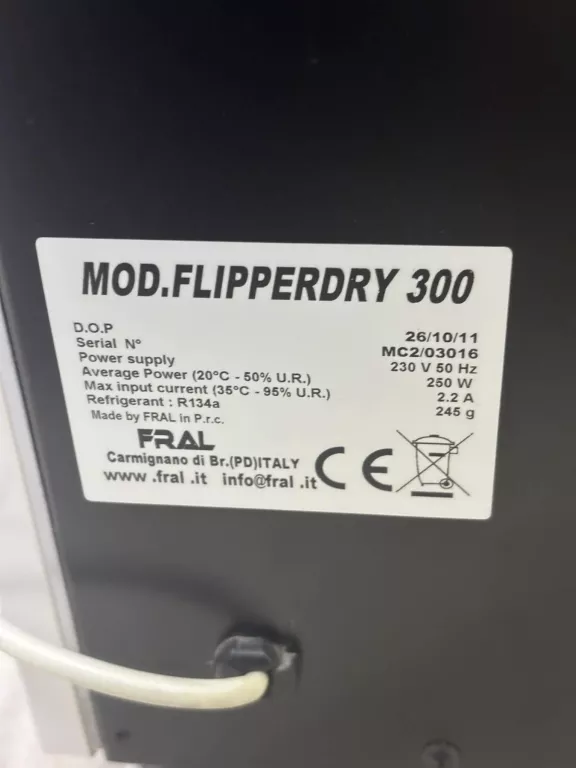 MOD.FLIPPERDRY 300
D.O.P 26/10/11
Serial N° MC2/03016
Power supply 230 V 50 Hz
Average Power (20°C - 50% U.R.) 250 W
Max input current (35°C - 95% U.R.) 2.2 A
Refrigerant : R134a 245 g
Made by FRAL in P.r.c.
FRAL
Carmignano di Br.(PD)ITALY
www .fral .it info@fral .it
CE